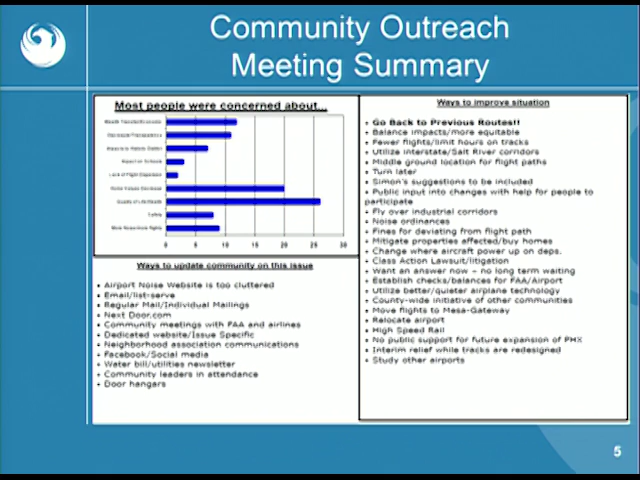 Community Outreach
Meeting Summary
Most people were concerned about...
Home Values Decrease
Quality of Life/Health
Safety
0 5 10 15 20 25 30
Ways to update community on this issue
• Airport Noise Website is too cluttered
• Email/list-serve
• Regular Mail/Individual Mailings
• Next Door.com
• Community meetings with FAA and airlines
• Dedicated website/Issue Specific
• Neighborhood association communications
• Facebook/Social media
• Water bill/utilities newsletter
• Community leaders in attendance
• Door hangars
Ways to improve situation
• Go Back to Previous Routes!!
• Balance impacts/more equitable
• Fewer flights/limit hours on tracks
• Utilize interstate/Salt River corridors
• Middle ground location for flight paths
• Turn later
• Simon's suggestions to be included
• Public input into changes with help for people to
participate
• Fly over industrial corridors
• Noise ordinances
• Fines for deviating from flight path
• Mitigate properties affected/buy homes
• Change where aircraft power up on deps.
• Class Action Lawsuit/litigation
• Want an answer now – no long term waiting
• Establish checks/balances for FAA/Airport
• Utilize better/quieter airplane technology
• County-wide initiative of other communities
• Move flights to Mesa-Gateway
• Relocate airport
• High Speed Rail
• No public support for future expansion of PHX
• Interim relief while tracks are redesigned
• Study other airports
5